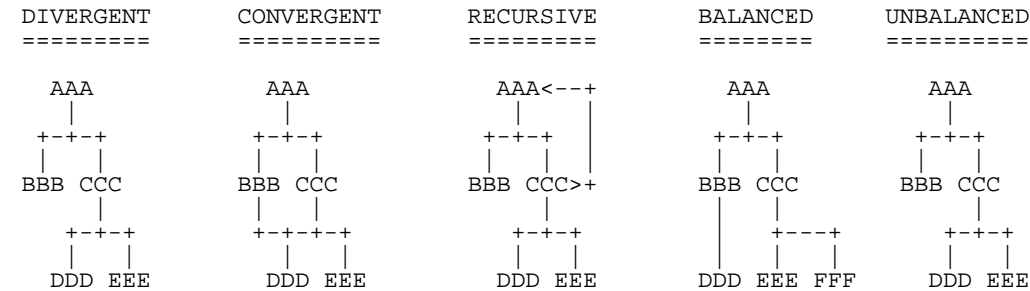 DIVERGENT CONVERGENT RECURSIVE BALANCED UNBALANCED
========= ========== ========= ======== ==========
AAA AAA AAA<--+ AAA AAA
| | | | | |
+-+-+ +-+-+ +-+-+ | +-+-+ +-+-+
| | | | | | | | | | |
BBB CCC BBB CCC BBB CCC>+ BBB CCC BBB CCC
| | | | | | |
+-+-+ +-+-+-+ +-+-+ | +---+ +-+-+
| | | | | | | | | | |
DDD EEE DDD EEE DDD EEE DDD EEE FFF DDD EEE